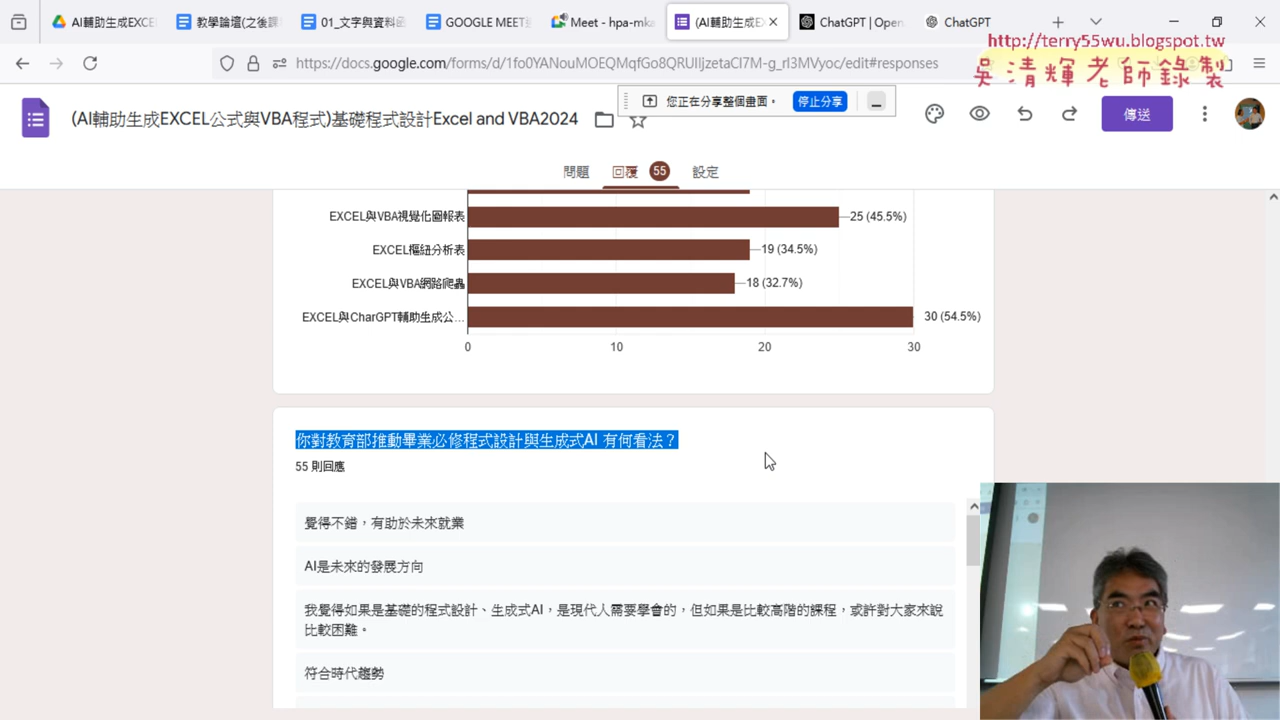 AI輔助生成EXCEL
教學論壇(之後課
01_文字與資料函
GOOGLE MEET
Meet - hpa-mka
(AI輔助生成EX
ChatGPT | Open
ChatGPT
http://terry55wu.blogspot.tw
吳清輝老師錄製
https://docs.google.com/forms/d/1fo0YANouMOEQMqfGo8QRUIljzetaCl7M-g_rI3MVyoc/edit#responses
您正在分享整個畫面。
停止分享
(AI輔助生成EXCEL公式與VBA程式)基礎程式設計Excel and VBA2024
傳送
問題
回覆 55
設定
EXCEL與VBA視覺化圖報表
25 (45.5%)
EXCEL樞紐分析表
19 (34.5%)
EXCEL與VBA網路爬蟲
18 (32.7%)
EXCEL與CharGPT輔助生成公…
30 (54.5%)
0 10 20 30
你對教育部推動畢業必修程式設計與生成式AI 有何看法？
55 則回應
覺得不錯，有助於未來就業
AI是未來的發展方向
我覺得如果是基礎的程式設計、生成式AI，是現代人需要學會的，但如果是比較高階的課程，或許對大家來說
比較困難。
符合時代趨勢